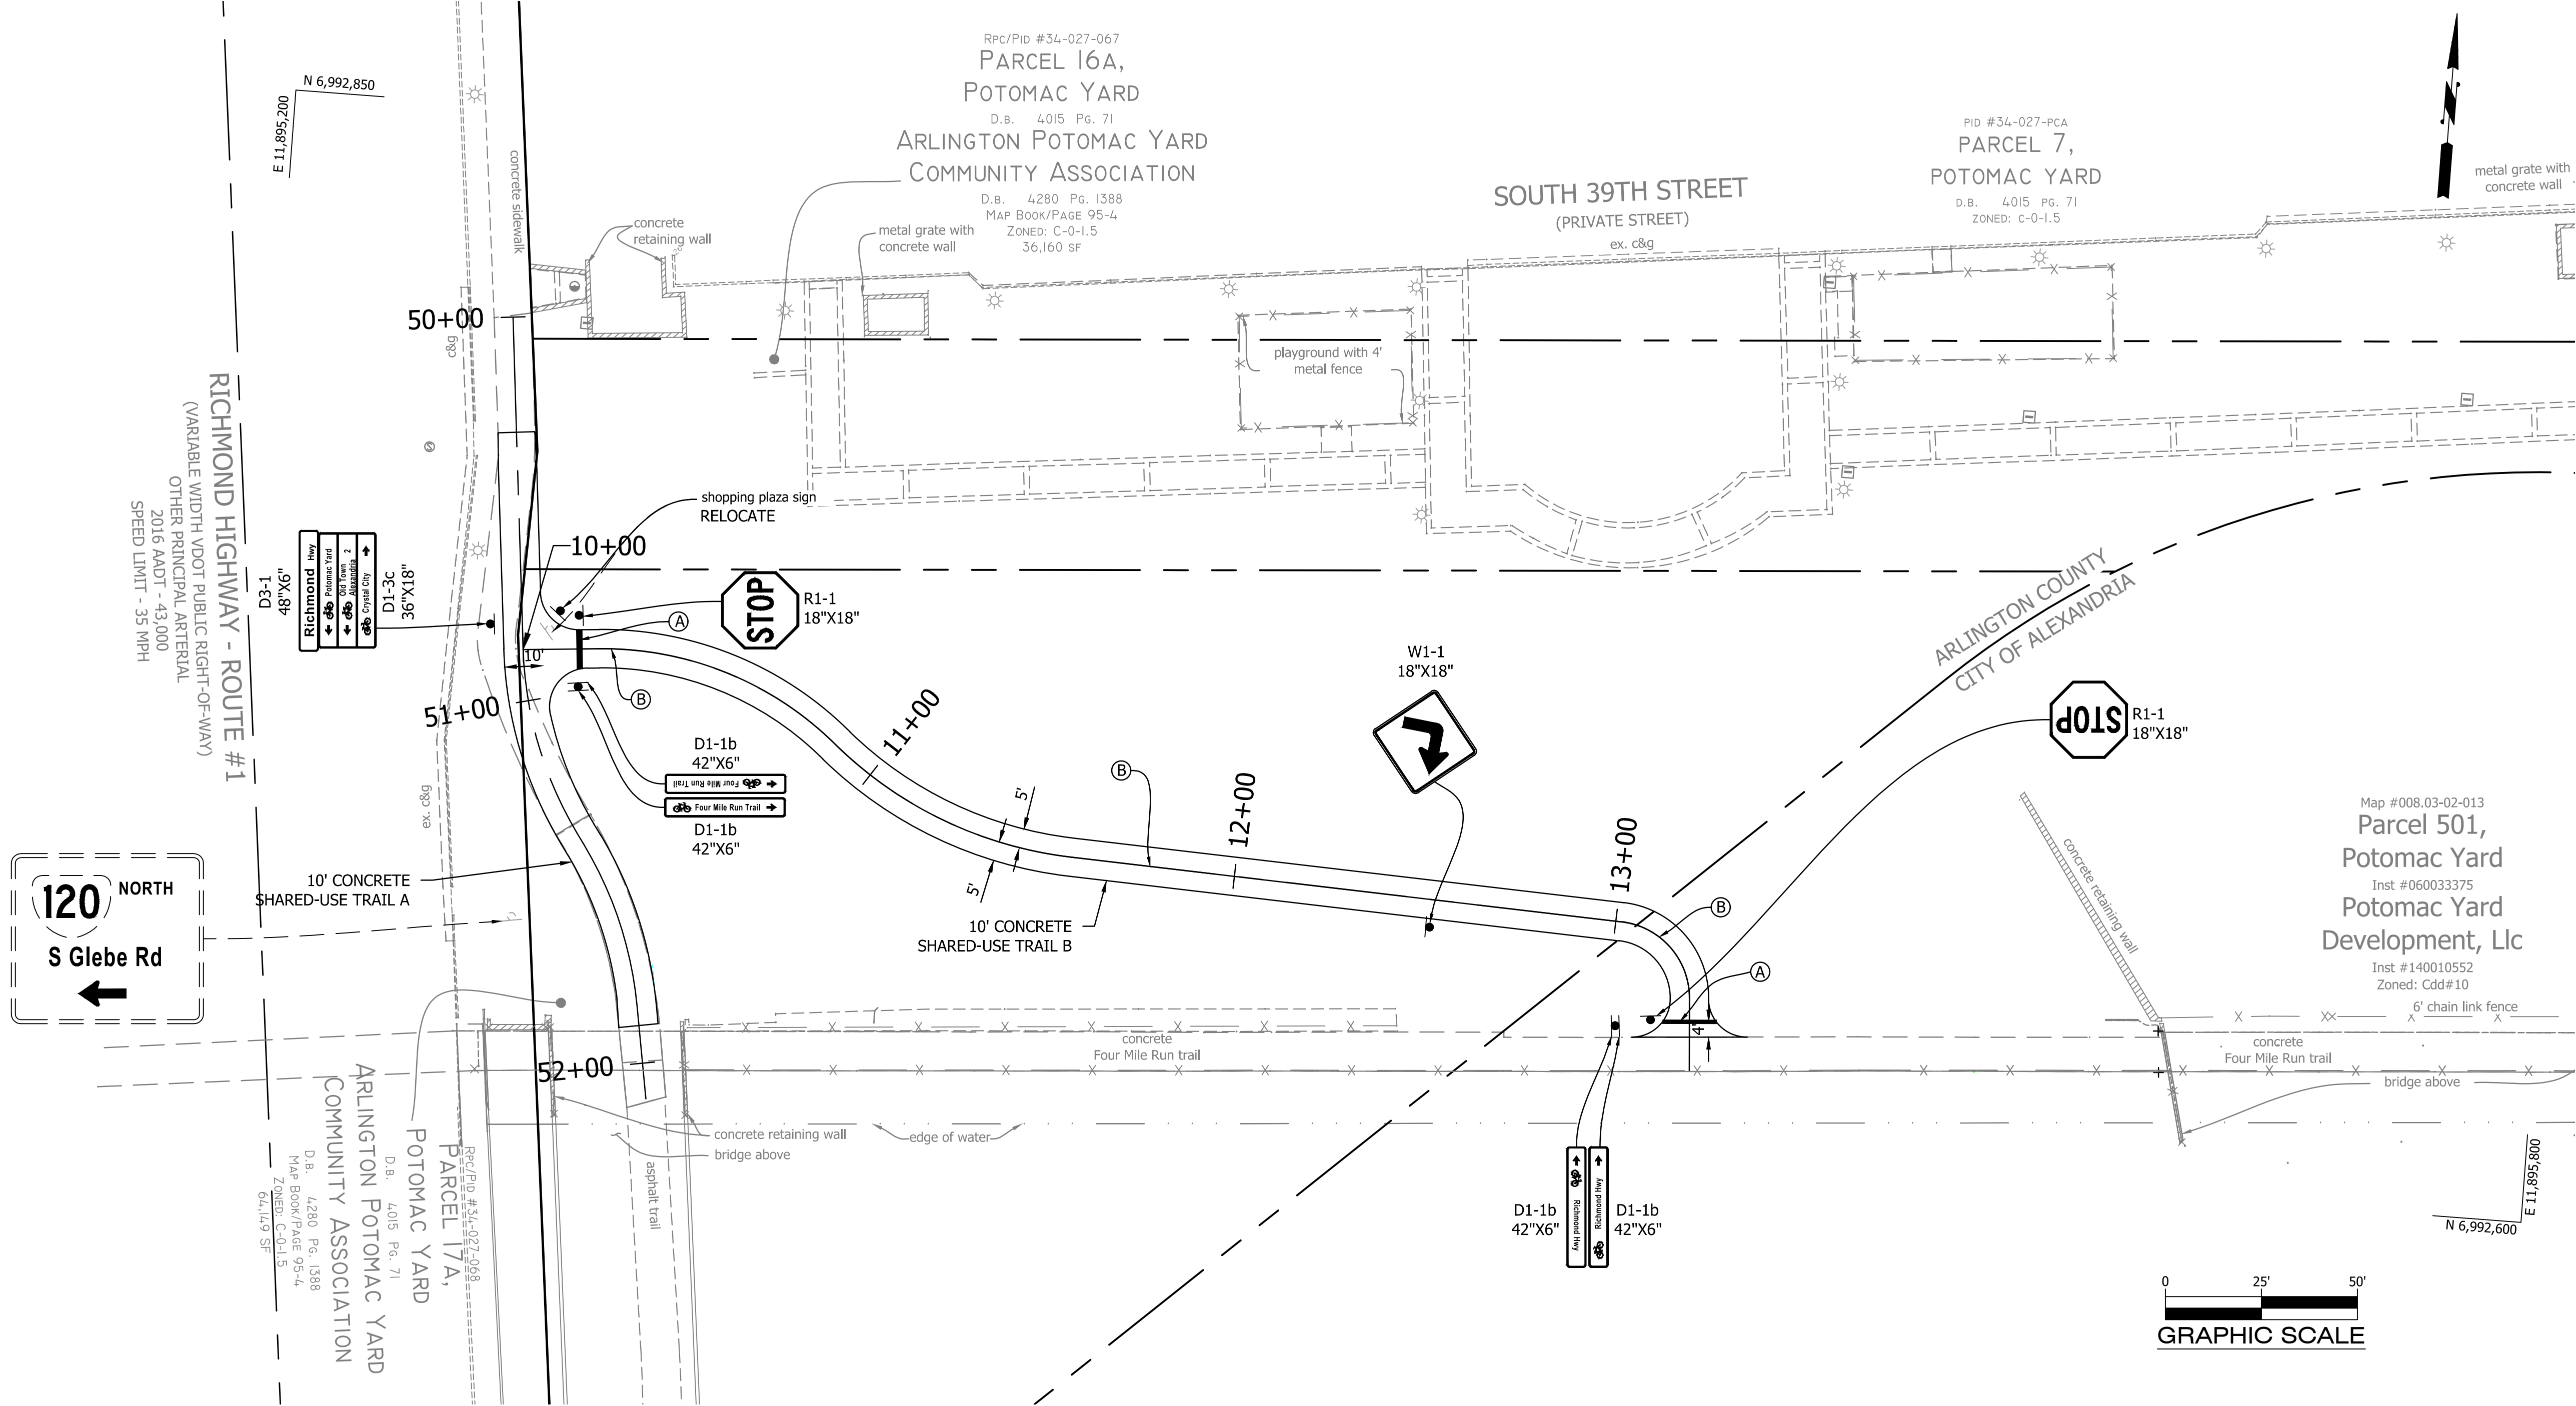 N 6,992,850
E 11,895,200
RPC/PID #34-027-067
PARCEL 16A,
POTOMAC YARD
D.B. 4015 PG. 71
ARLINGTON POTOMAC YARD
COMMUNITY ASSOCIATION
D.B. 4280 PG. 1388
MAP BOOK/PAGE 95-4
ZONED: C-O-1.5
36,160 SF
SOUTH 39TH STREET
(PRIVATE STREET)
ex. c&g
PID #34-027-PCA
PARCEL 7,
POTOMAC YARD
D.B. 4015 PG. 71
ZONED: C-O-1.5
N
metal grate with
concrete wall
concrete sidewalk
concrete
retaining wall
metal grate with
concrete wall
50+00
c&g
playground with 4'
metal fence
RICHMOND HIGHWAY - ROUTE #1
(VARIABLE WIDTH VDOT PUBLIC RIGHT-OF-WAY)
OTHER PRINCIPAL ARTERIAL
2016 AADT - 43,000
SPEED LIMIT - 35 MPH
shopping plaza sign
RELOCATE
10+00
D3-1
48"X6"
Richmond Hwy
Potomac Yard
Old Town 2
Alexandria
Crystal City
D1-3c
36"X18"
STOP
R1-1
18"X18"
A
10'
B
51+00
ex. c&g
11+00
D1-1b
42"X6"
Four Mile Run Trail
Four Mile Run Trail
D1-1b
42"X6"
W1-1
18"X18"
ARLINGTON COUNTY
CITY OF ALEXANDRIA
STOP
R1-1
18"X18"
B
5'
5'
12+00
13+00
10' CONCRETE
SHARED-USE TRAIL A
10' CONCRETE
SHARED-USE TRAIL B
B
A
4'
120 NORTH
S Glebe Rd
concrete retaining wall
Map #008.03-02-013
Parcel 501,
Potomac Yard
Inst #060033375
Potomac Yard
Development, Llc
Inst #140010552
Zoned: Cdd#10
6' chain link fence
concrete
Four Mile Run trail
concrete
Four Mile Run trail
bridge above
52+00
concrete retaining wall
bridge above
edge of water
asphalt trail
RPC/PID #34-027-068
PARCEL 17A,
POTOMAC YARD
D.B. 4015 PG. 71
ARLINGTON POTOMAC YARD
COMMUNITY ASSOCIATION
D.B. 4280 PG. 1388
MAP BOOK/PAGE 95-4
ZONED: C-O-1.5
64,149 SF
D1-1b
42"X6"
Richmond Hwy
Richmond Hwy
D1-1b
42"X6"
E 11,895,800
N 6,992,600
0 25' 50'
GRAPHIC SCALE